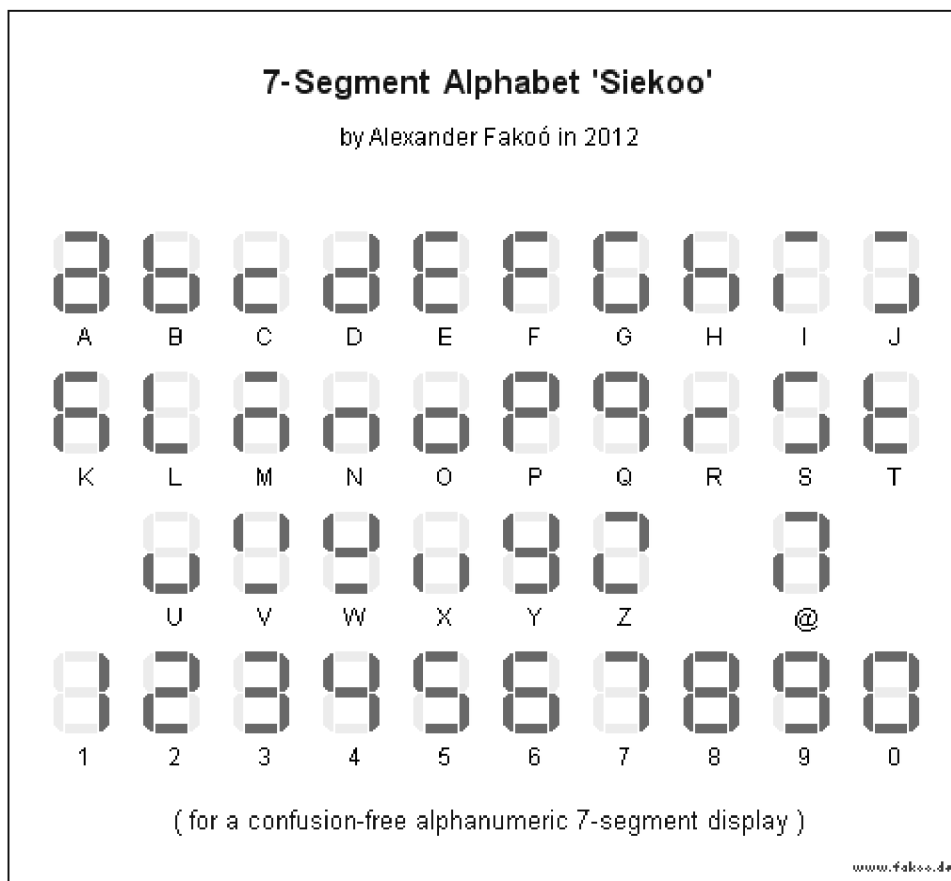 7-Segment Alphabet 'Siekoo'
by Alexander Fakoó in 2012
A B C D E F G H I J
K L M N O P Q R S T
U V W X Y Z @
1 2 3 4 5 6 7 8 9 0
( for a confusion-free alphanumeric 7-segment display )
www.fakoo.de